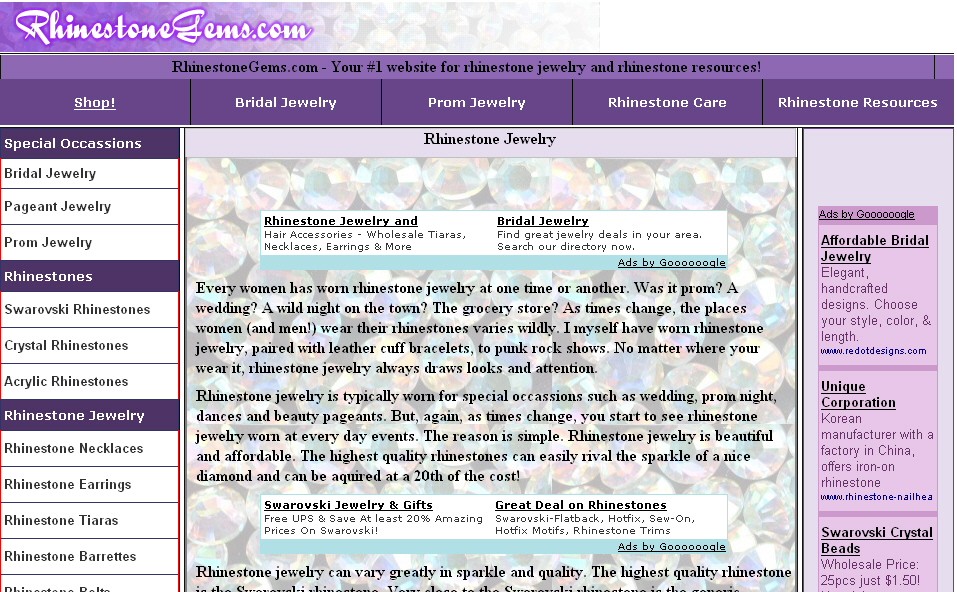 RhinestoneGems.com
RhinestoneGems.com - Your #1 website for rhinestone jewelry and rhinestone resources!
Shop!
Bridal Jewelry
Prom Jewelry
Rhinestone Care
Rhinestone Resources
Special Occassions
Bridal Jewelry
Pageant Jewelry
Prom Jewelry
Rhinestones
Swarovski Rhinestones
Crystal Rhinestones
Acrylic Rhinestones
Rhinestone Jewelry
Rhinestone Necklaces
Rhinestone Earrings
Rhinestone Tiaras
Rhinestone Barrettes
Rhinestone Belts
Rhinestone Jewelry
Rhinestone Jewelry and
Hair Accessories - Wholesale Tiaras,
Necklaces, Earrings & More
Bridal Jewelry
Find great jewelry deals in your area.
Search our directory now.
Ads by Goooooogle
Every women has worn rhinestone jewelry at one time or another. Was it prom? A
wedding? A wild night on the town? The grocery store? As times change, the places
women (and men!) wear their rhinestones varies wildly. I myself have worn rhinestone
jewelry, paired with leather cuff bracelets, to punk rock shows. No matter where your
wear it, rhinestone jewelry always draws looks and attention.
Rhinestone jewelry is typically worn for special occassions such as wedding, prom night,
dances and beauty pageants. But, again, as times change, you start to see rhinestone
jewelry worn at every day events. The reason is simple. Rhinestone jewelry is beautiful
and affordable. The highest quality rhinestones can easily rival the sparkle of a nice
diamond and can be aquired at a 20th of the cost!
Swarovski Jewelry & Gifts
Free UPS & Save At least 20% Amazing
Prices On Swarovski!
Great Deal on Rhinestones
Swarovski-Flatback, Hotfix, Sew-On,
Hotfix Motifs, Rhinestone Trims
Ads by Goooooogle
Rhinestone jewelry can vary greatly in sparkle and quality. The highest quality rhinestone
is the Swarovski rhinestone. Very close to the Swarovski rhinestone is the generic
Ads by Goooooogle
Affordable Bridal
Jewelry
Elegant,
handcrafted
designs. Choose
your style, color, &
length.
www.redotdesigns.com
Unique
Corporation
Korean
manufacturer with a
factory in China,
offers iron-on
rhinestone
www.rhinestone-nailhea
Swarovski Crystal
Beads
Wholesale Price:
25pcs just $1.50!